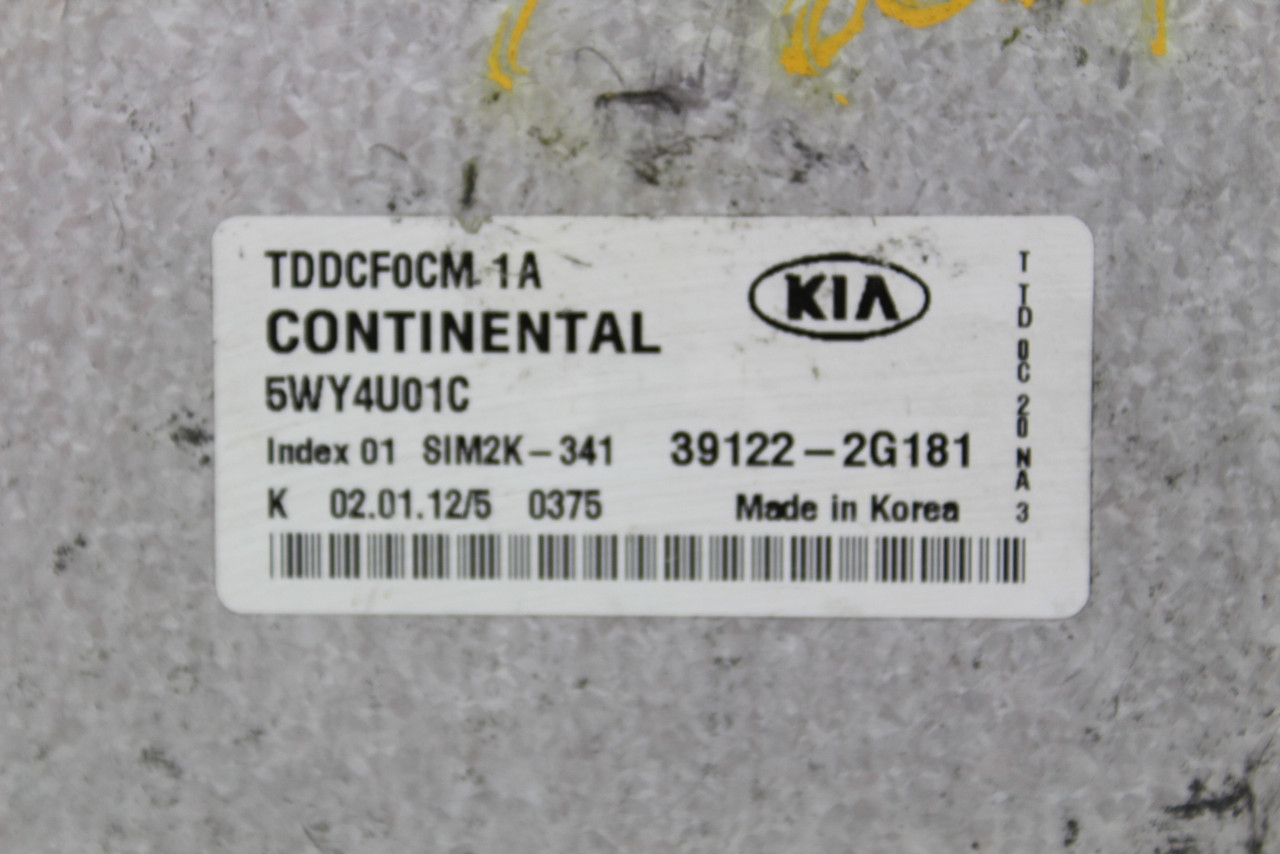 TDDCF0CM 1A
KIA
CONTINENTAL
5WY4U01C
Index 01 SIM2K-341 39122-2G181
K 02.01.12/5 0375 Made in Korea
T
TD
0C
20
NA
3